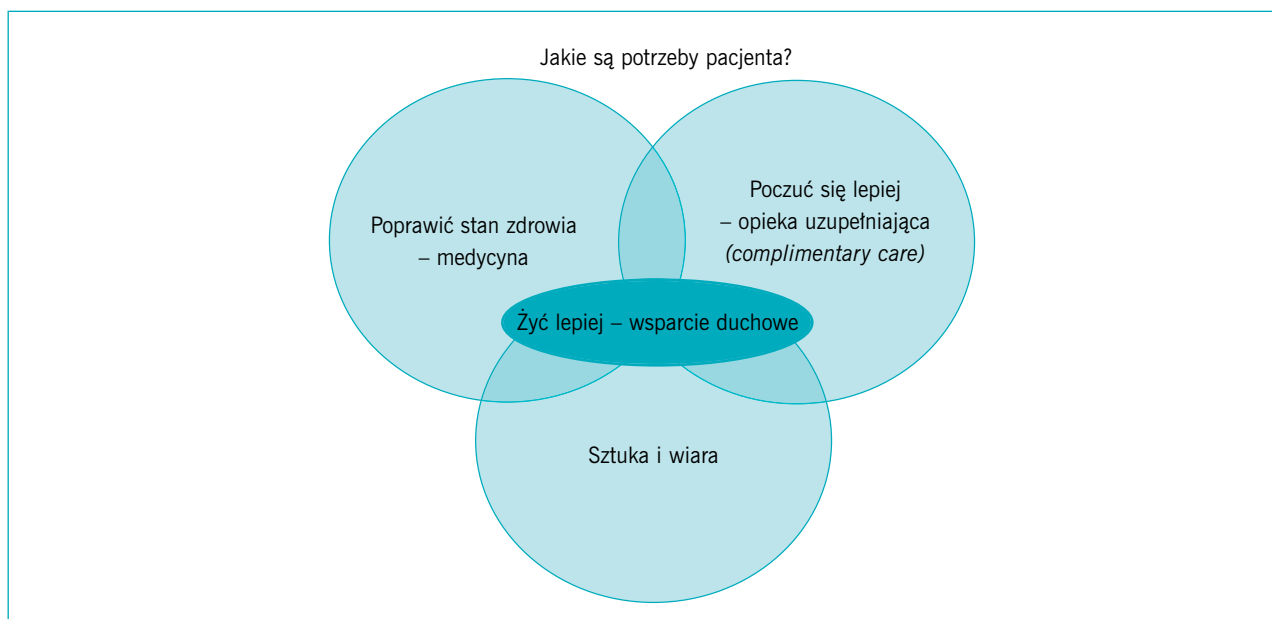 Jakie są potrzeby pacjenta?
Poprawić stan zdrowia
– medycyna
Poczuć się lepiej
– opieka uzupełniająca
(complimentary care)
Żyć lepiej – wsparcie duchowe
Sztuka i wiara